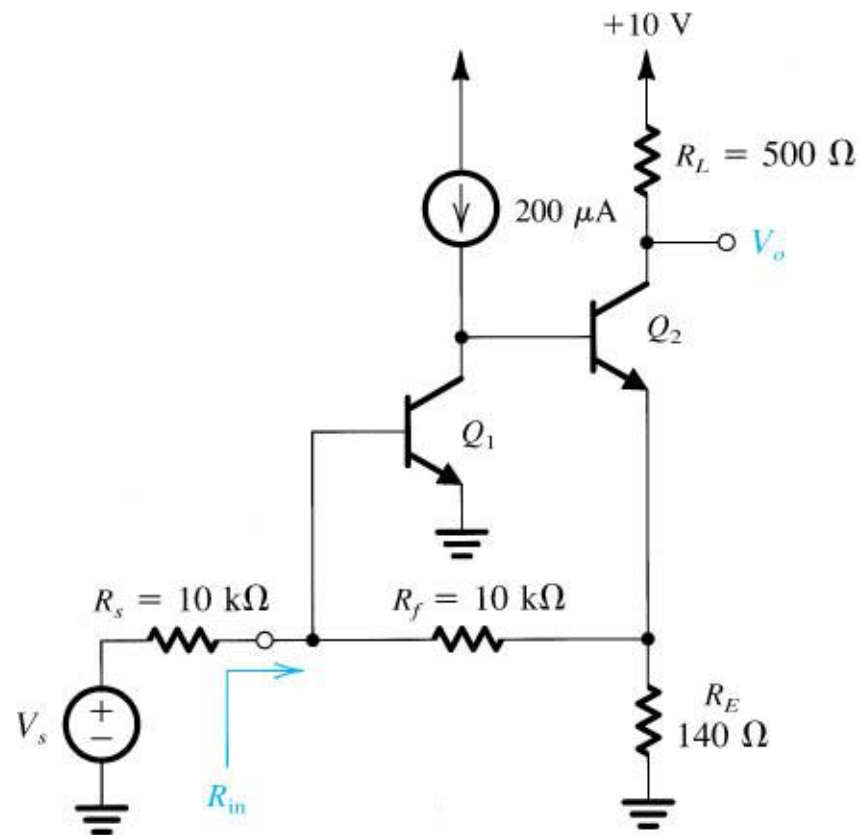 +10 V
R_L = 500 Ω
200 μA
V_o
Q_2
Q_1
R_s = 10 kΩ
R_f = 10 kΩ
V_s
+
−
R_in
R_E
140 Ω